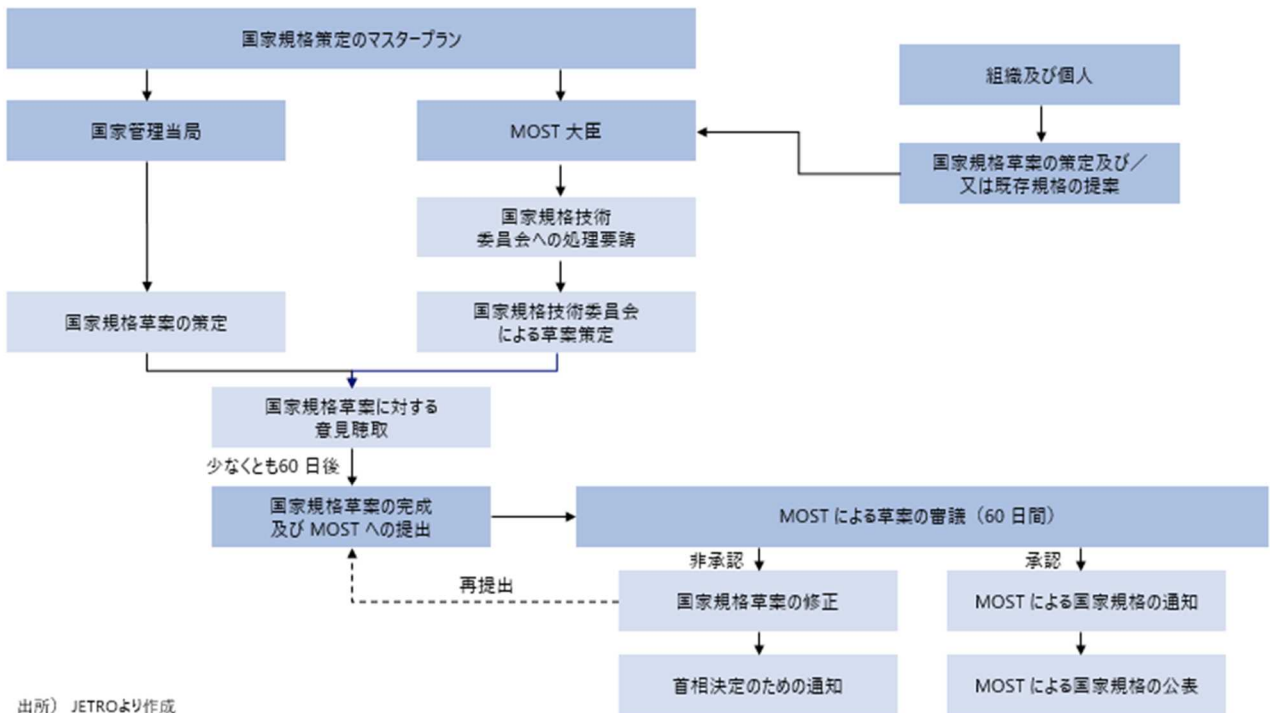 国家規格策定のマスタープラン
組織及び個人
国家管理当局
MOST 大臣
国家規格草案の策定及び／
又は既存規格の提案
国家規格技術
委員会への処理要請
国家規格草案の策定
国家規格技術委員会
による草案策定
国家規格草案に対する
意見聴取
少なくとも60 日後
国家規格草案の完成
及び MOST への提出
MOST による草案の審議（60 日間）
非承認
承認
再提出
国家規格草案の修正
MOST による国家規格の通知
首相決定のための通知
MOST による国家規格の公表
出所） JETROより作成